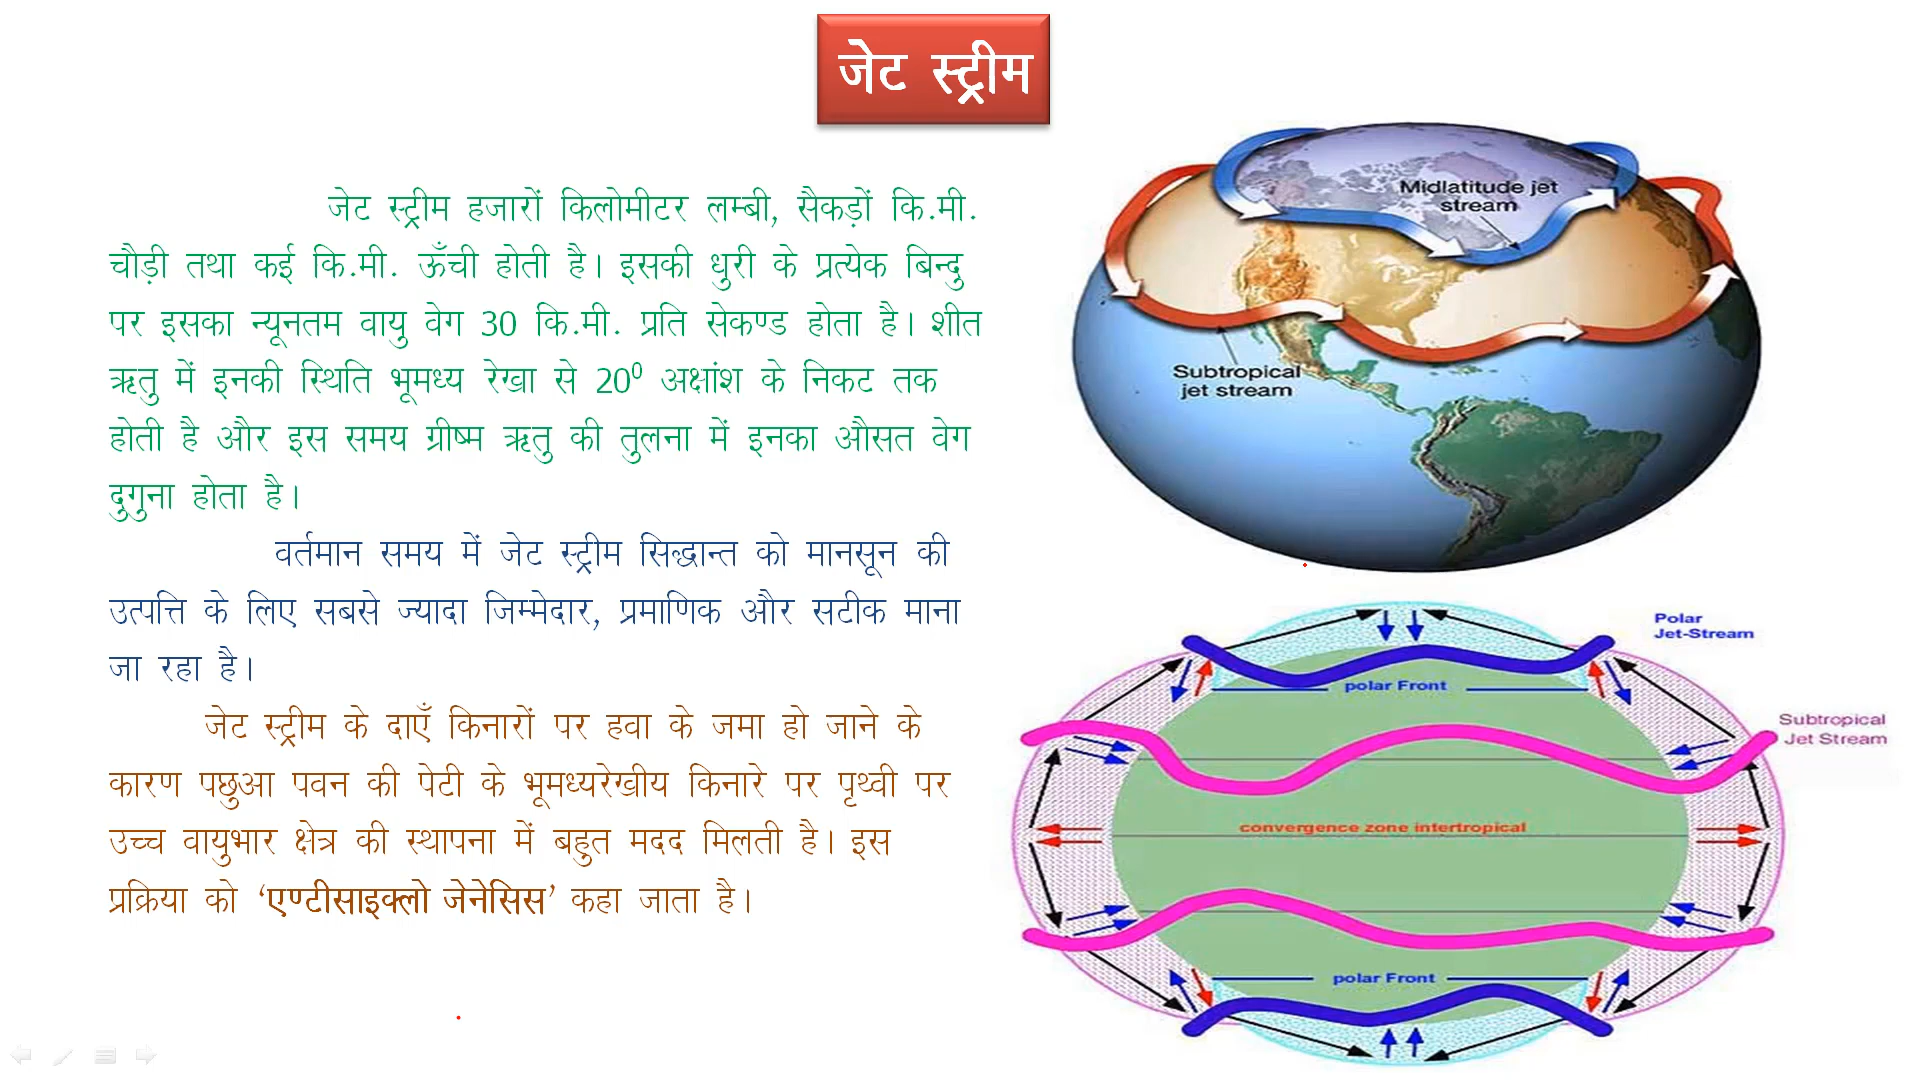 जेट स्ट्रीम
जेट स्ट्रीम हजारों किलोमीटर लम्बी, सैकड़ों कि.मी.
चौड़ी तथा कई कि.मी. ऊँची होती है। इसकी धुरी के प्रत्येक बिन्दु
पर इसका न्यूनतम वायु वेग 30 कि.मी. प्रति सेकण्ड होता है। शीत
ऋतु में इनकी स्थिति भूमध्य रेखा से 20⁰ अक्षांश के निकट तक
होती है और इस समय ग्रीष्म ऋतु की तुलना में इनका औसत वेग
दुगुना होता है।
वर्तमान समय में जेट स्ट्रीम सिद्धान्त को मानसून की
उत्पत्ति के लिए सबसे ज्यादा जिम्मेदार, प्रमाणिक और सटीक माना
जा रहा है।
जेट स्ट्रीम के दाएँ किनारों पर हवा के जमा हो जाने के
कारण पछुआ पवन की पेटी के भूमध्यरेखीय किनारे पर पृथ्वी पर
उच्च वायुभार क्षेत्र की स्थापना में बहुत मदद मिलती है। इस
प्रक्रिया को ‘एण्टीसाइक्लो जेनेसिस’ कहा जाता है।
Midlatitude jet
stream
Subtropical
jet stream
Polar
Jet-Stream
polar Front
Subtropical
Jet Stream
convergence zone intertropical
polar Front